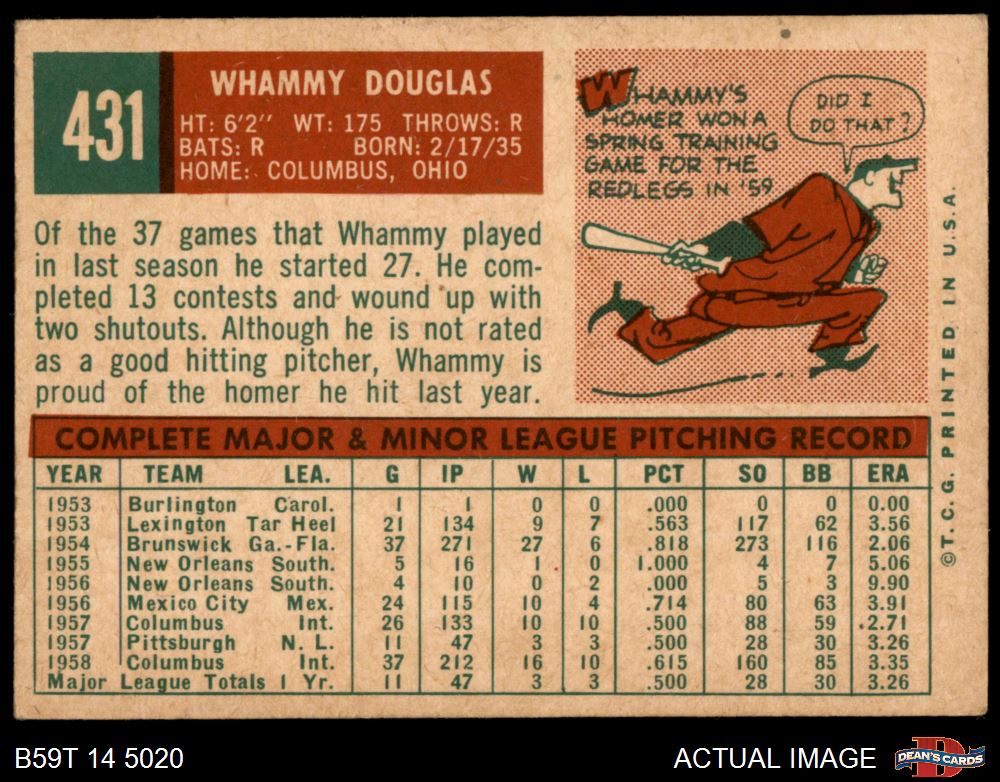 431
WHAMMY DOUGLAS
HT: 6'2" WT: 175 THROWS: R
BATS: R BORN: 2/17/35
HOME: COLUMBUS, OHIO
WHAMMY'S
HOMER WON A
SPRING TRAINING
GAME FOR THE
REDLEGS IN '59
DID I
DO THAT?
Of the 37 games that Whammy played
in last season he started 27. He com-
pleted 13 contests and wound up with
two shutouts. Although he is not rated
as a good hitting pitcher, Whammy is
proud of the homer he hit last year.
COMPLETE MAJOR & MINOR LEAGUE PITCHING RECORD
YEAR TEAM LEA. G IP W L PCT SO BB ERA
1953 Burlington Carol. 1 1 0 0 .000 0 0 0.00
1953 Lexington Tar Heel 21 134 9 7 .563 117 62 3.56
1954 Brunswick Ga.-Fla. 37 271 27 6 .818 273 116 2.06
1955 New Orleans South. 5 16 1 0 1.000 4 7 5.06
1956 New Orleans South. 4 10 0 2 .000 5 3 9.90
1956 Mexico City Mex. 24 115 10 4 .714 80 63 3.91
1957 Columbus Int. 26 133 10 10 .500 88 59 2.71
1957 Pittsburgh N. L. 11 47 3 3 .500 28 30 3.26
1958 Columbus Int. 37 212 16 10 .615 160 85 3.35
Major League Totals 1 Yr. 11 47 3 3 .500 28 30 3.26
©T.C.G. PRINTED IN U.S.A.
B59T 14 5020
ACTUAL IMAGE
D
DEAN'S CARDS